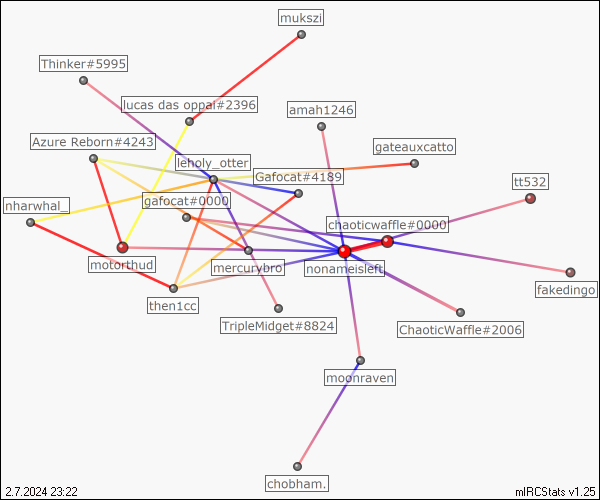 mukszi
Thinker#5995
lucas das oppai#2396
amah1246
Azure Reborn#4243
gateauxcatto
leholy_otter
Gafocat#4189
tt532
nharwhal_
gafocat#0000
chaoticwaffle#0000
motorthud
mercurybro
nonameisleft
fakedingo
then1cc
TripleMidget#8824
ChaoticWaffle#2006
moonraven
chobham.
2.7.2024 23:22
mIRCStats v1.25